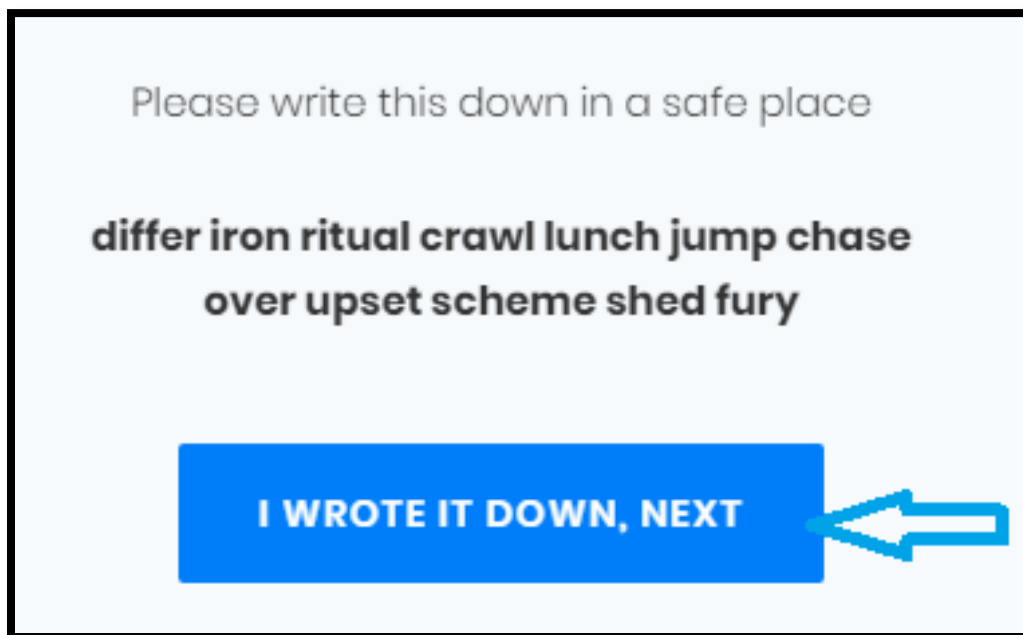 Please write this down in a safe place
differ iron ritual crawl lunch jump chase
over upset scheme shed fury
I WROTE IT DOWN, NEXT